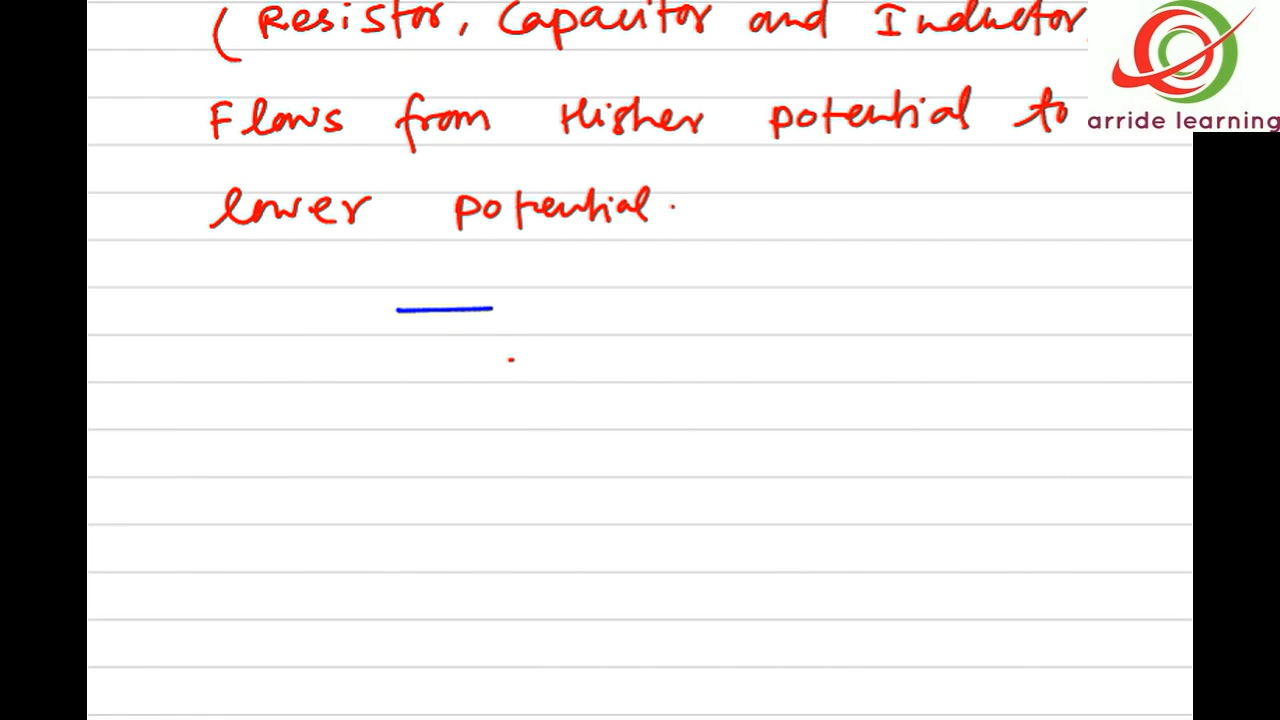 (Resistor, Capacitor and Inductor
arride learning
Flows from Higher potential to
lower potential.